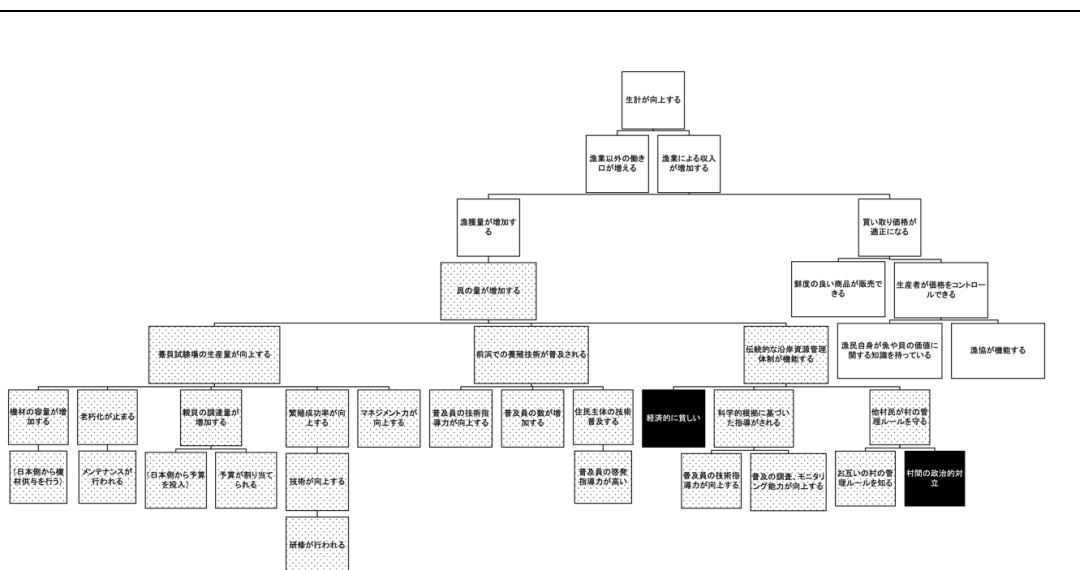 生計が向上する
漁業以外の働き
口が増える
漁業による収入
が増加する
漁獲量が増加す
る
買い取り価格が
適正になる
貝の量が増加する
鮮度の良い商品が販売で
きる
生産者が価格をコントロー
ルできる
養貝試験場の生産量が向上する
前浜での養殖技術が普及される
伝統的な沿岸資源管理
体制が機能する
漁民自身が魚や貝の価値に
関する知識を持っている
漁協が機能する
機材の容量が増
加する
老朽化が止まる
親貝の調達量が
増加する
繁殖成功率が向
上する
マネジメント力が
向上する
普及員の技術指
導力が向上する
普及員の数が増
加する
住民主体の技術
普及する
経済的に貧しい
科学的根拠に基づい
た指導がされる
他村民が村の管
理ルールを守る
(日本側から機
材供与を行う)
メンテナンスが
行われる
(日本側から予算
を投入)
予算が割り当て
られる
技術が向上する
普及員の啓発
指導力が高い
普及員の技術指
導力が向上する
普及の調査、モニタリ
ング能力が向上する
お互いの村の管
理ルールを知る
村間の政治的対
立
研修が行われる